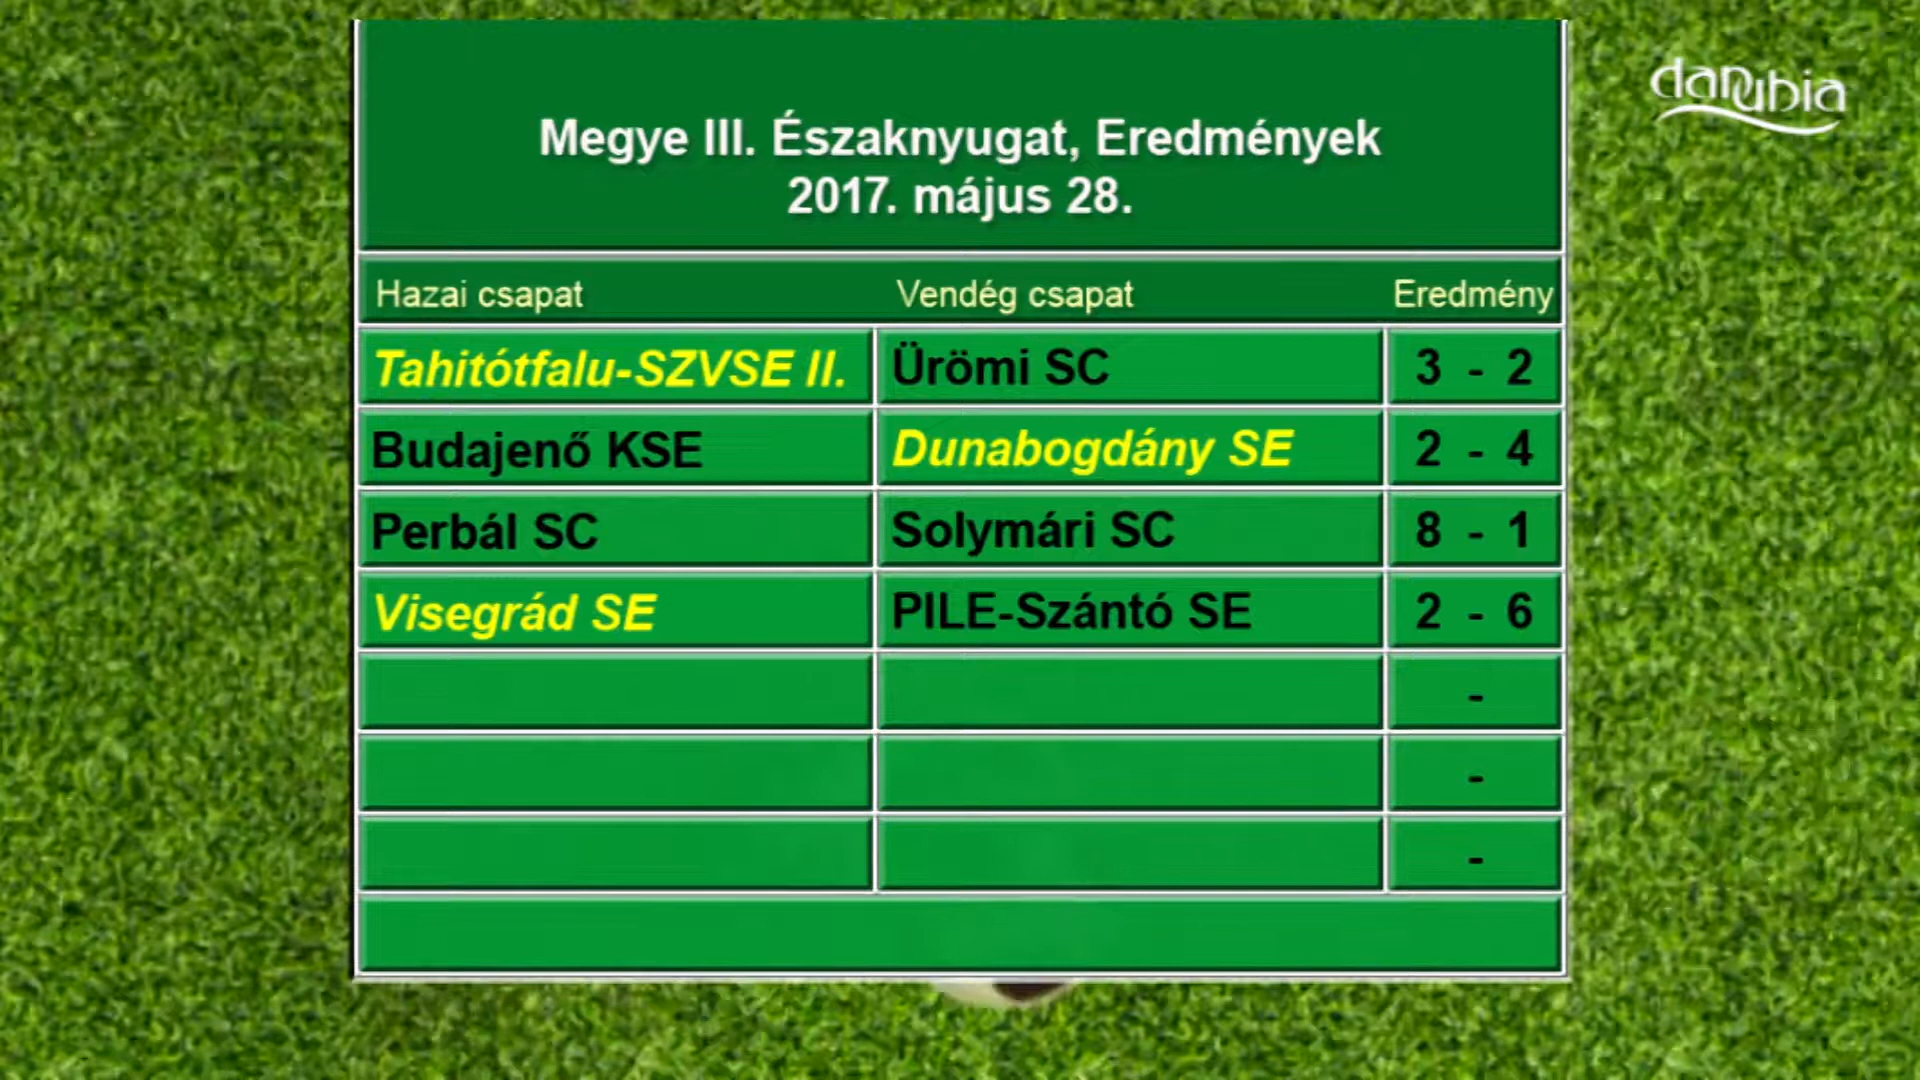 danubia
Megye III. Északnyugat, Eredmények
2017. május 28.
Hazai csapat Vendég csapat Eredmény
Tahitótfalu-SZVSE II. Ürömi SC 3 - 2
Budajenő KSE Dunabogdány SE 2 - 4
Perbál SC Solymári SC 8 - 1
Visegrád SE PILE-Szántó SE 2 - 6
-
-
-